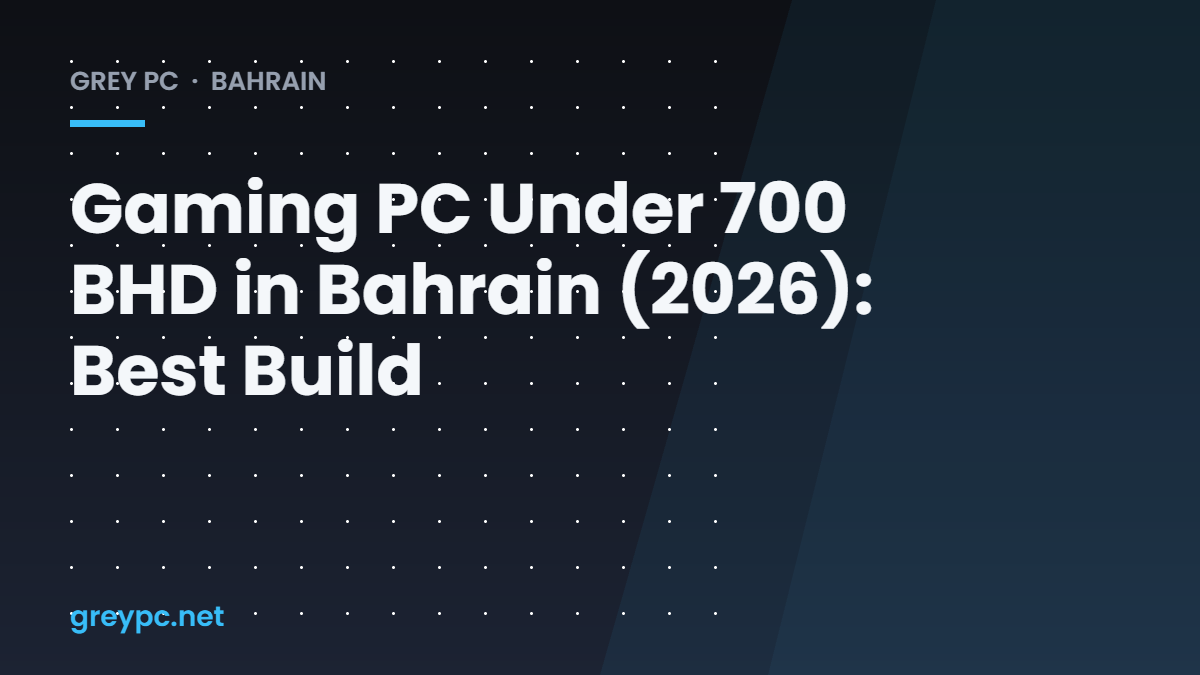 GREY PC · BAHRAIN
Gaming PC Under 700
BHD in Bahrain (2026):
Best Build
greypc.net